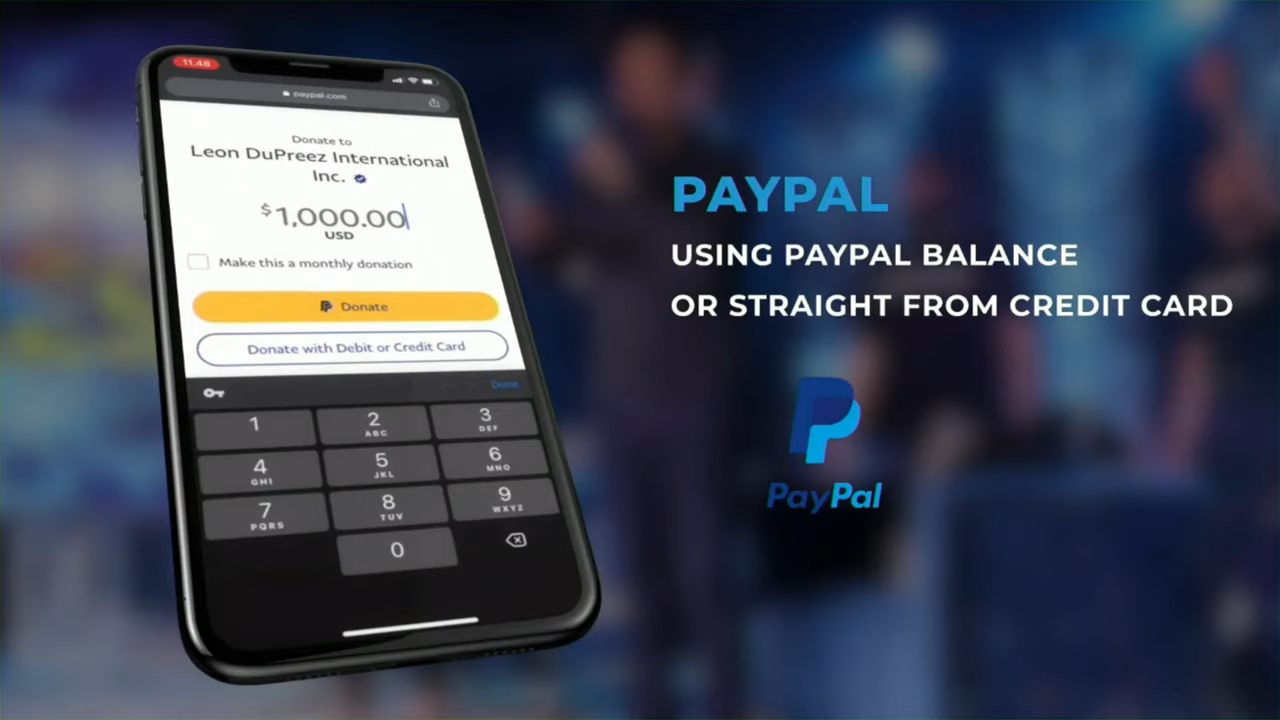 11.48
paypal.com
Donate to
Leon DuPreez International
Inc.
$1,000.00
USD
Make this a monthly donation
Donate
Donate with Debit or Credit Card
Done
1
2
ABC
3
DEF
4
GHI
5
JKL
6
MNO
7
PQRS
8
TUV
9
WXYZ
0
PAYPAL
USING PAYPAL BALANCE
OR STRAIGHT FROM CREDIT CARD
PayPal